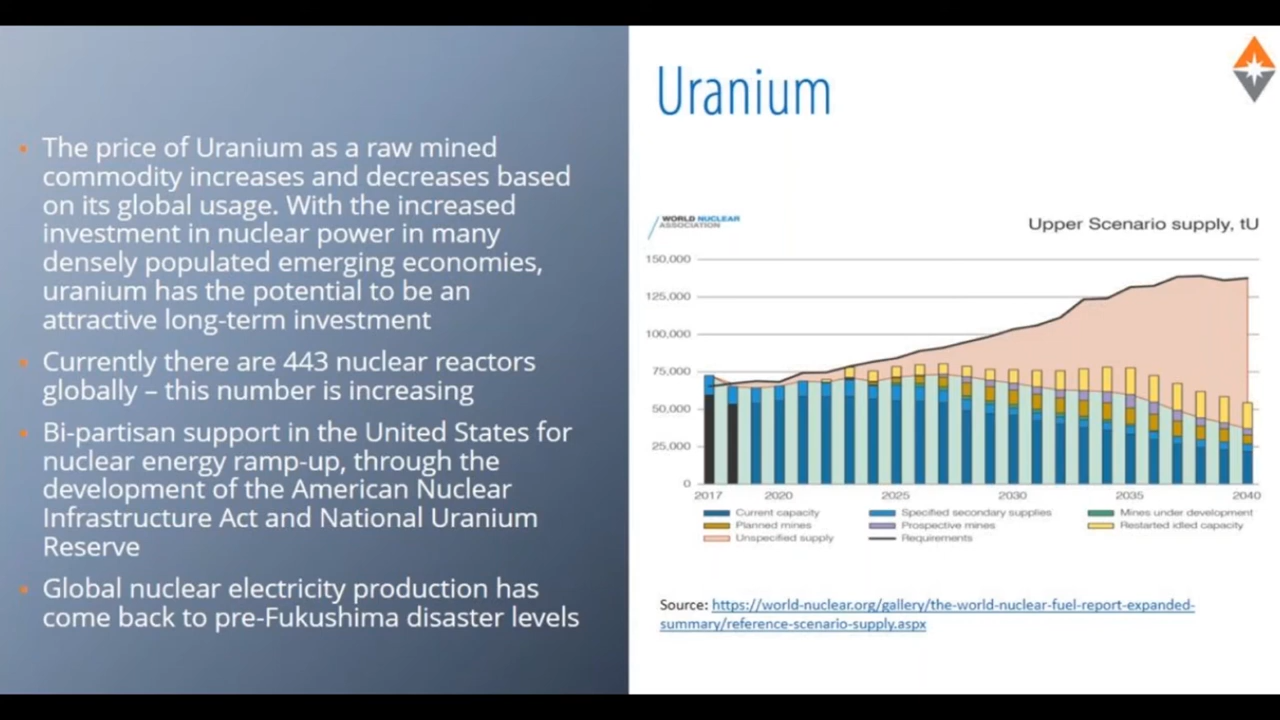 The price of Uranium as a raw mined
commodity increases and decreases based
on its global usage. With the increased
investment in nuclear power in many
densely populated emerging economies,
uranium has the potential to be an
attractive long-term investment
Currently there are 443 nuclear reactors
globally – this number is increasing
Bi-partisan support in the United States for
nuclear energy ramp-up, through the
development of the American Nuclear
Infrastructure Act and National Uranium
Reserve
Global nuclear electricity production has
come back to pre-Fukushima disaster levels
Uranium
WORLD NUCLEAR
ASSOCIATION
Upper Scenario supply, tU
150,000
125,000
100,000
75,000
50,000
25,000
0
2017 2020 2025 2030 2035 2040
Current capacity Specified secondary supplies Mines under development
Planned mines Prospective mines Restarted idled capacity
Unspecified supply Requirements
Source: https://world-nuclear.org/gallery/the-world-nuclear-fuel-report-expanded-
summary/reference-scenario-supply.aspx